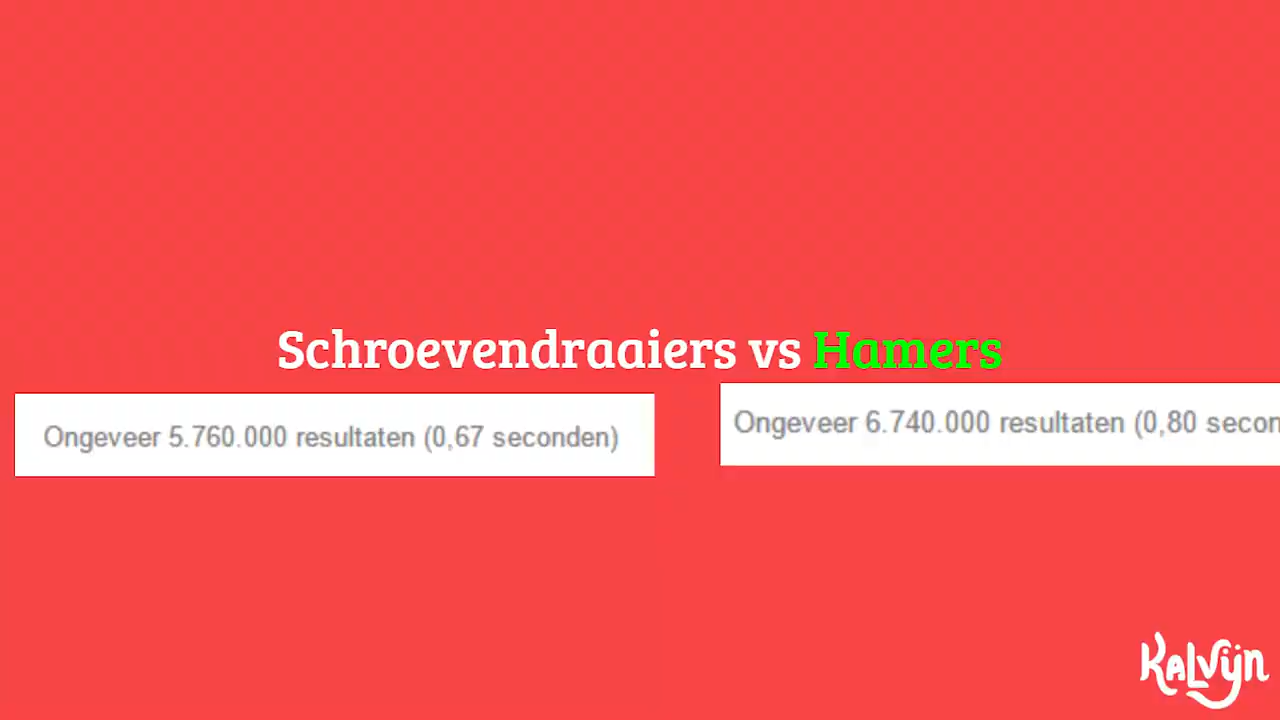 Schroevendraaiers vs Hamers
Ongeveer 5.760.000 resultaten (0,67 seconden)
Ongeveer 6.740.000 resultaten (0,80 secon
Kalvijn